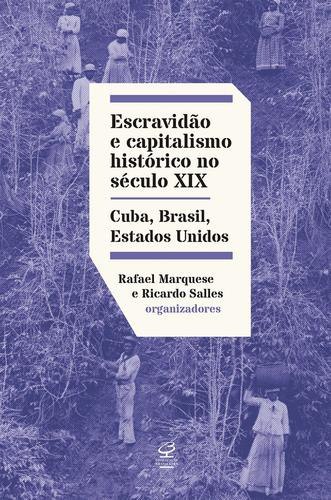 Escravidão
e capitalismo
histórico no
século XIX
Cuba, Brasil,
Estados Unidos
Rafael Marquese
e Ricardo Salles
organizadores